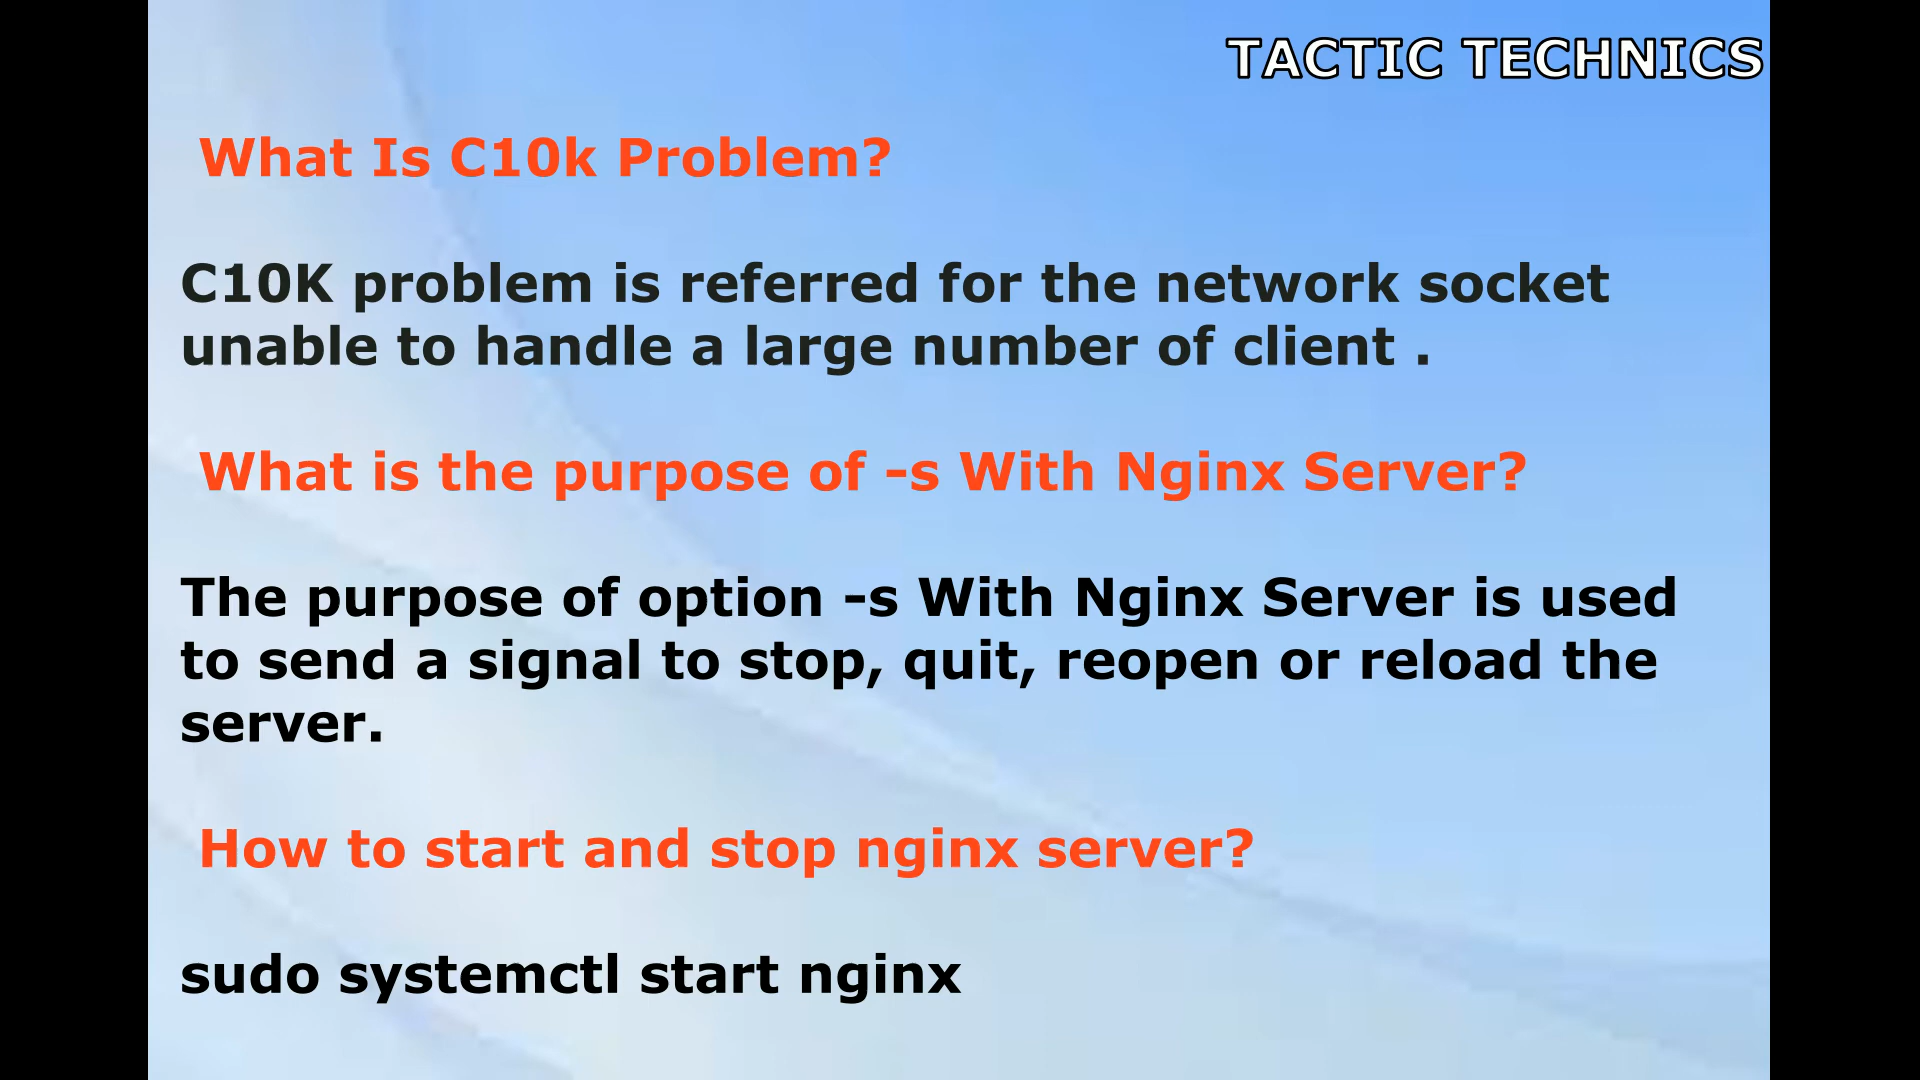 TACTIC TECHNICS
What Is C10k Problem?
C10K problem is referred for the network socket
unable to handle a large number of client .
What is the purpose of -s With Nginx Server?
The purpose of option -s With Nginx Server is used
to send a signal to stop, quit, reopen or reload the
server.
How to start and stop nginx server?
sudo systemctl start nginx